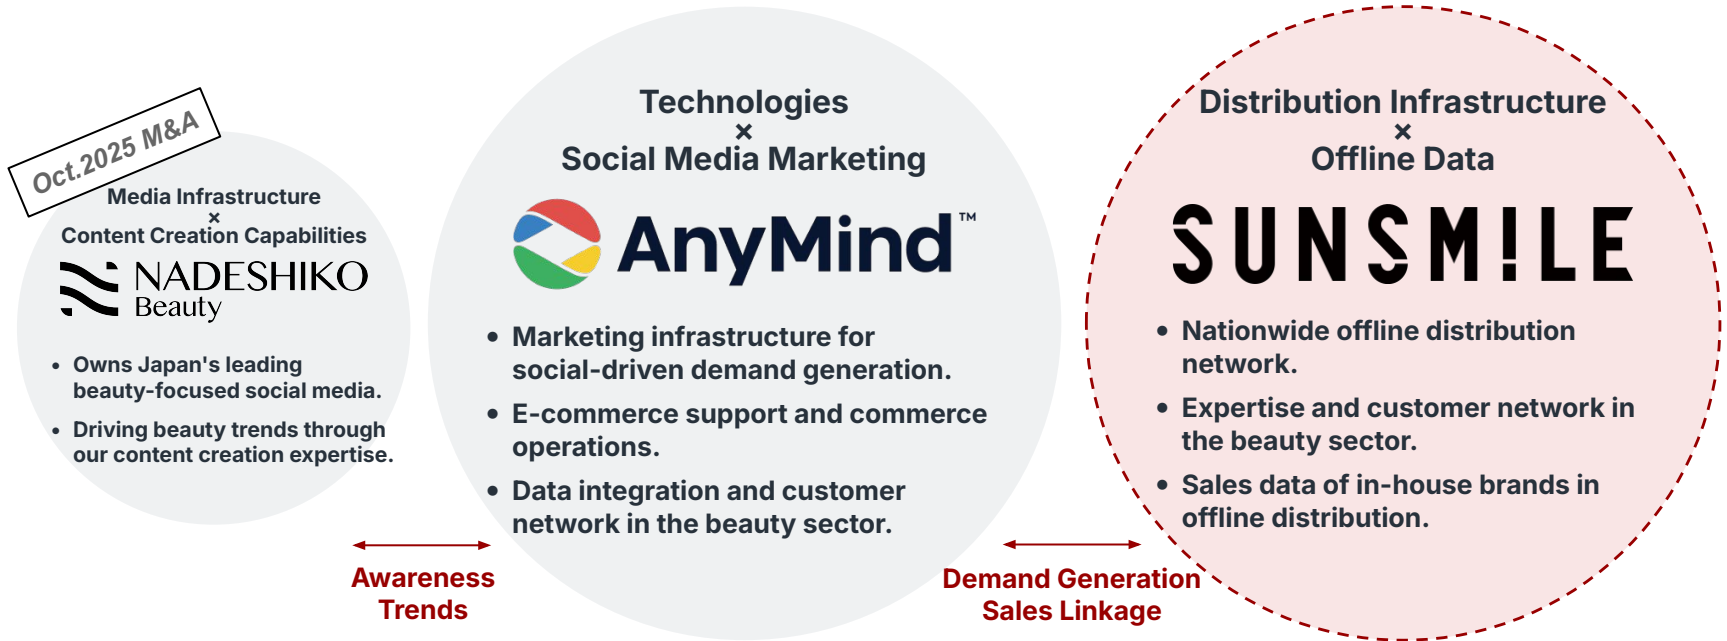 Oct.2025 M&A
Media Infrastructure
×
Content Creation Capabilities
NADESHIKO
Beauty
• Owns Japan's leading
beauty-focused social media.
• Driving beauty trends through
our content creation expertise.
Awareness
Trends
Technologies
×
Social Media Marketing
AnyMind™
• Marketing infrastructure for
social-driven demand generation.
• E-commerce support and commerce
operations.
• Data integration and customer
network in the beauty sector.
Demand Generation
Sales Linkage
Distribution Infrastructure
×
Offline Data
SUNSM!LE
• Nationwide offline distribution
network.
• Expertise and customer network in
the beauty sector.
• Sales data of in-house brands in
offline distribution.